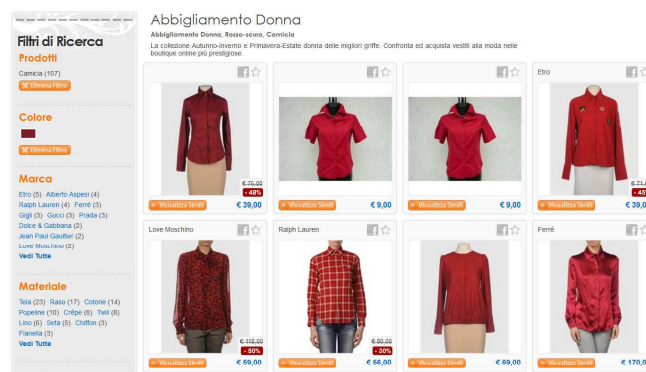 Filtri di Ricerca
Prodotti
Camicia (107)
Elimina Filtro
Colore
Elimina Filtro
Marca
Etro (5) Alberto Aspesi (4)
Ralph Lauren (4) Ferré (3)
Gigli (3) Gucci (3) Prada (3)
Dolce & Gabbana (2)
Jean Paul Gaultier (2)
Love Moschino (2)
Vedi Tutte
Materiale
Tela (23) Raso (17) Cotone (14)
Popeline (10) Crêpe (8) Twill (8)
Lino (6) Seta (5) Chiffon (3)
Flanella (3)
Vedi Tutte
Abbigliamento Donna
Abbigliamento Donna, Rosso-scuro, Camicia
La collezione Autunno-Inverno e Primavera-Estate donna delle migliori griffe. Confronta ed acquista vestiti alla moda nelle
boutique online più prestigiose.
€ 75,00
- 48%
Visualizza Simili € 39,00
Visualizza Simili € 9,00
Visualizza Simili € 9,00
Etro
€ 71,
Visualizza Simili € 39,0
Love Moschino
€ 118,00
- 50%
Visualizza Simili € 59,00
Ralph Lauren
€ 80,00
- 30%
Visualizza Simili € 56,00
Visualizza Simili € 69,00
Ferré
Visualizza Simili € 170,0